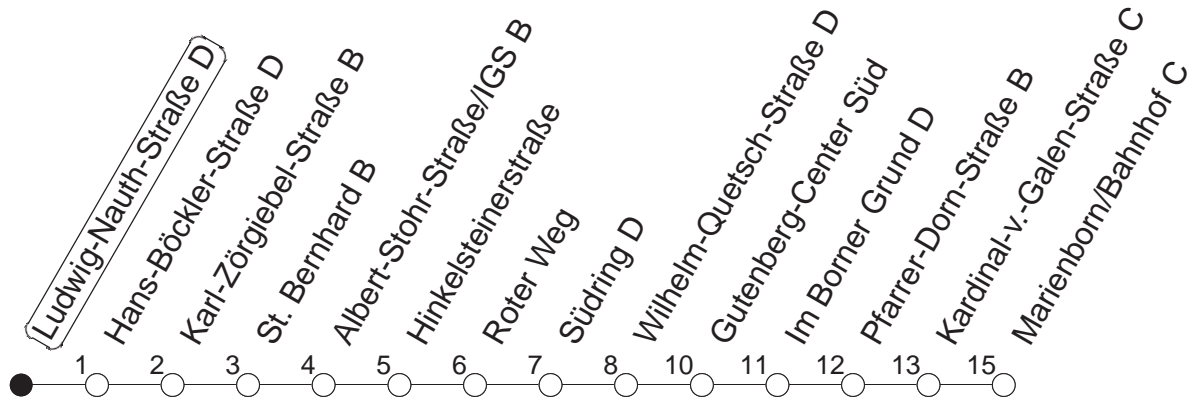 Ludwig-Nauth-Straße D
Hans-Böckler-Straße D
Karl-Zörgiebel-Straße B
St. Bernhard B
Albert-Stohr-Straße/IGS B
Hinkelsteinerstraße
Roter Weg
Südring D
Wilhelm-Quetsch-Straße D
Gutenberg-Center Süd
Im Borner Grund D
Pfarrer-Dorn-Straße B
Kardinal-v.-Galen-Straße C
Marienborn/Bahnhof C
1 2 3 4 5 6 7 8 10 11 12 13 15